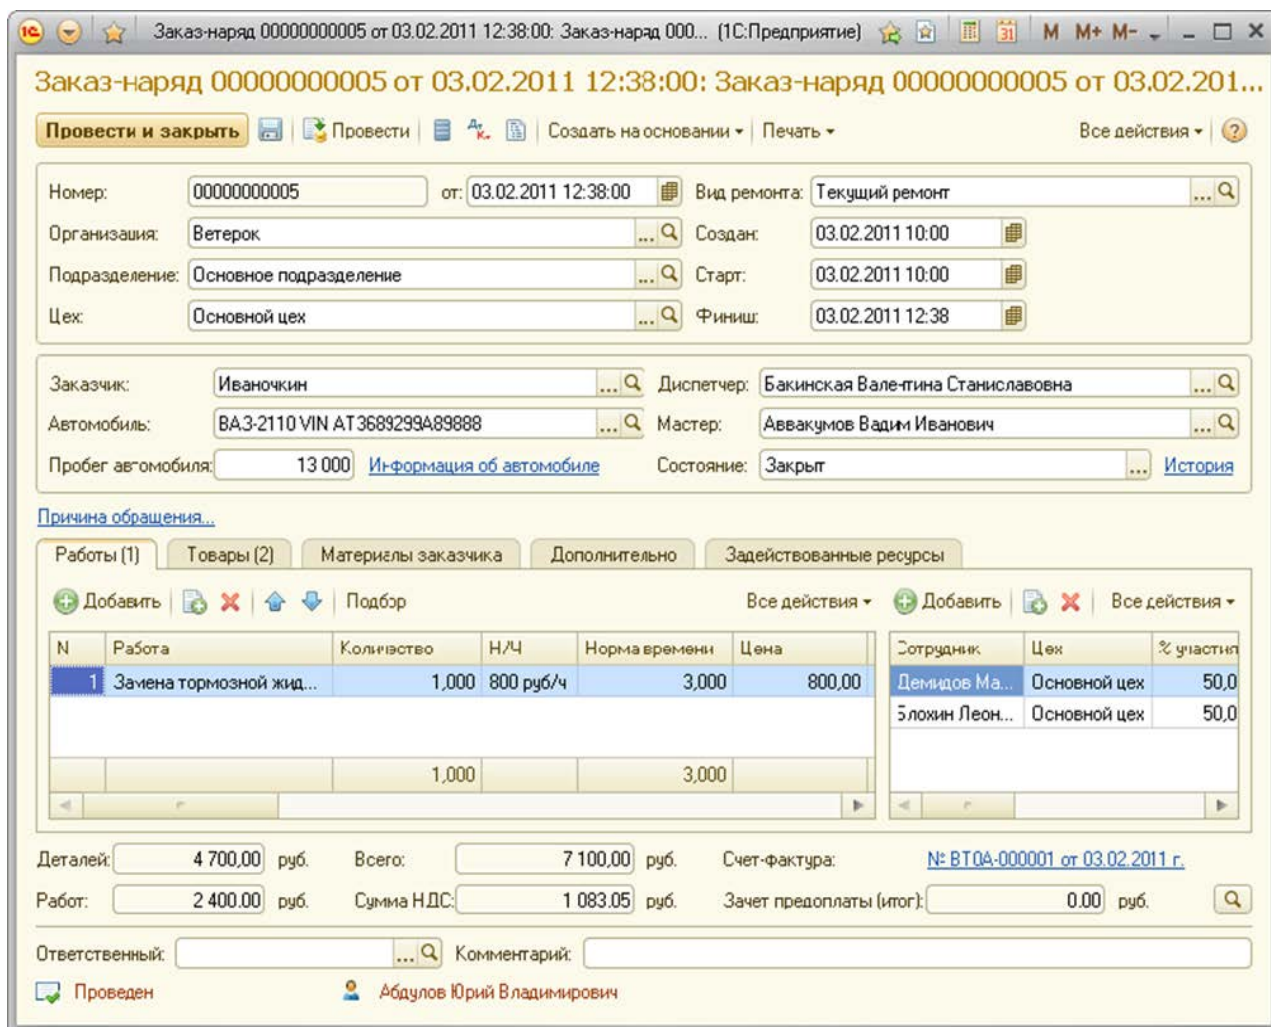 Заказ-наряд 00000000005 от 03.02.2011 12:38:00: Заказ-наряд 000... (1С:Предприятие) 31 M M+ M-
Заказ-наряд 00000000005 от 03.02.2011 12:38:00: Заказ-наряд 00000000005 от 03.02.201...
Провести и закрыть Провести Создать на основании Печать Все действия
Номер: 00000000005 от: 03.02.2011 12:38:00 Вид ремонта: Текущий ремонт ...
Организация: Ветерок ... Создан: 03.02.2011 10:00
Подразделение: Основное подразделение ... Старт: 03.02.2011 10:00
Цех: Основной цех ... Финиш: 03.02.2011 12:38
Заказчик: Иваночкин ... Диспетчер: Бакинская Валентина Станиславовна ...
Автомобиль: ВАЗ-2110 VIN AT3689299A89888 ... Мастер: Аввакумов Вадим Иванович ...
Пробег автомобиля: 13 000 Информация об автомобиле Состояние: Закрыт ... История
Причина обращения...
Работы (1) Товары (2) Материалы заказчика Дополнительно Задействованные ресурсы
Добавить Подбор Все действия Добавить Все действия
N Работа Количество Н/Ч Норма времени Цена Сотрудник Цех % участия
1 Замена тормозной жид... 1,000 800 руб/ч 3,000 800,00 Демидов Ма... Основной цех 50,0
Блохин Леон... Основной цех 50,0
1,000 3,000
Деталей: 4 700,00 руб. Всего: 7 100,00 руб. Счет-фактура: № ВТ0А-000001 от 03.02.2011 г.
Работ: 2 400.00 руб. Сумма НДС: 1 083.05 руб. Зачет предоплаты (итог): 0.00 руб.
Ответственный: ... Комментарий:
Проведен Абдулов Юрий Владимирович